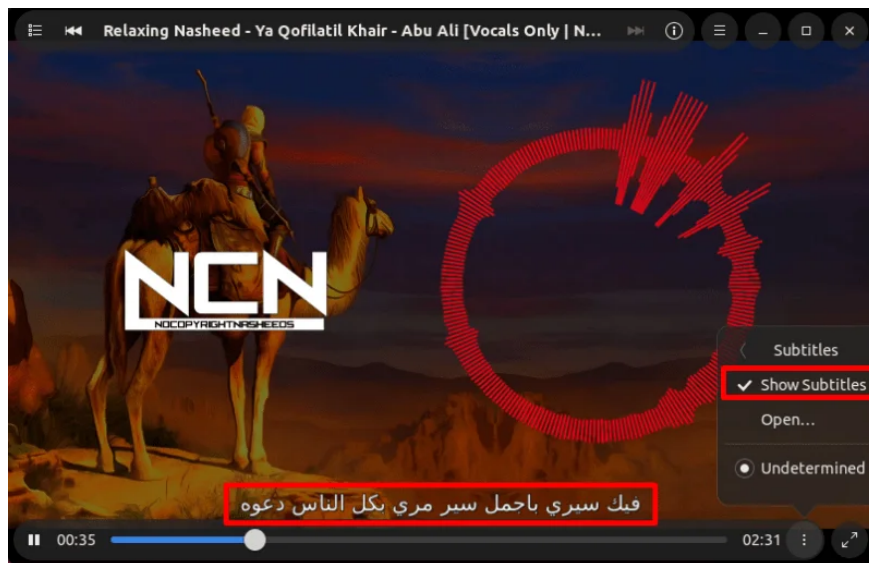 Relaxing Nasheed - Ya Qofilatil Khair - Abu Ali [Vocals Only | N...
NCN
NOCOPYRIGHTNASHEEDS
Subtitles
Show Subtitles
Open...
Undetermined
فيك سيري باجمل سير مري بكل الناس دعوه
00:35
02:31